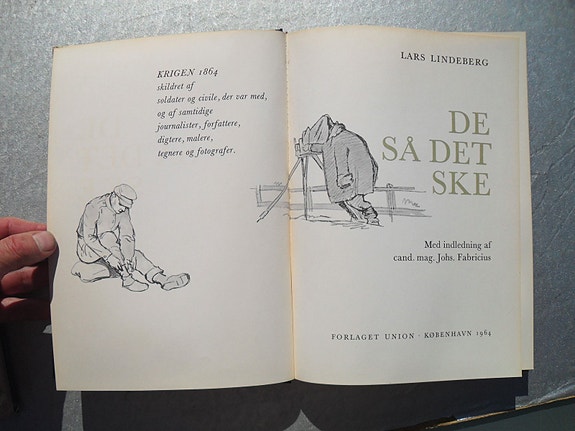 KRIGEN 1864
skildret af
soldater og civile, der var med,
og af samtidige
journalister, forfattere,
digtere, malere,
tegnere og fotografer.
LARS LINDEBERG
DE
SÅ DET
SKE
Med indledning af
cand. mag. Johs. Fabricius
FORLAGET UNION · KØBENHAVN 1964